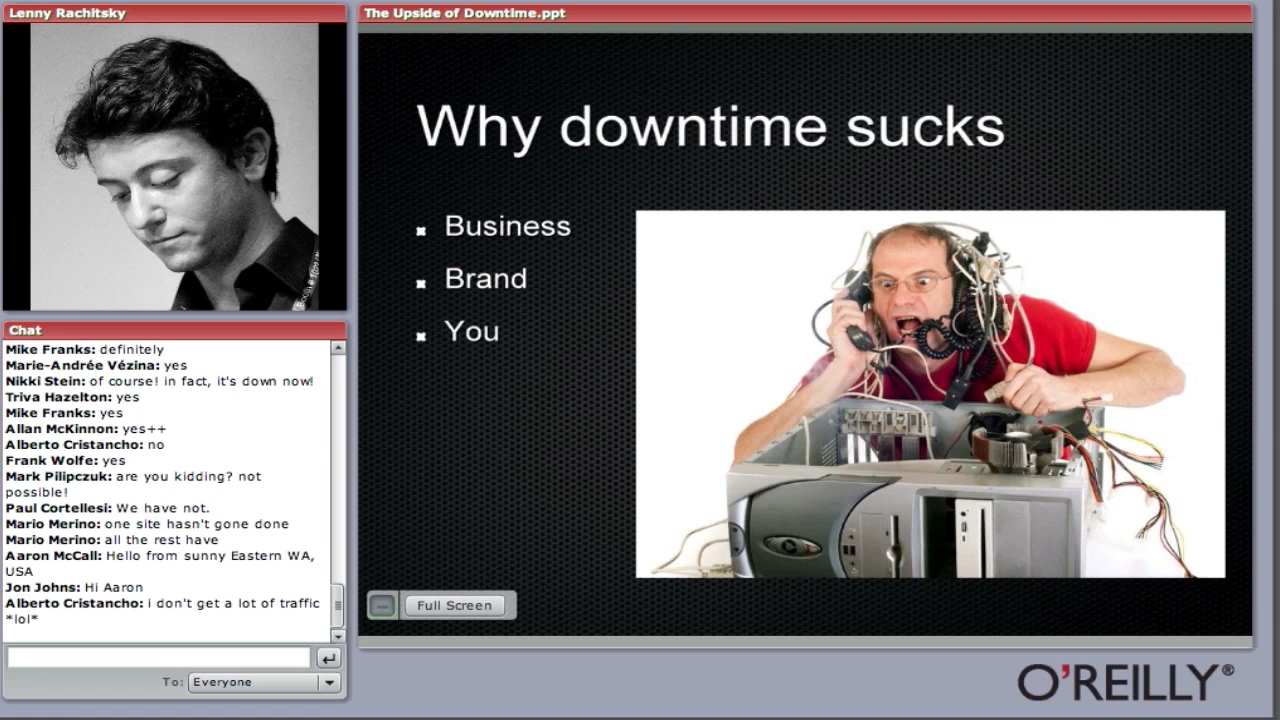 Lenny Rachitsky
The Upside of Downtime.ppt
Why downtime sucks
Business
Brand
You
Chat
Mike Franks: definitely
Marie-Andrée Vézina: yes
Nikki Stein: of course! in fact, it's down now!
Triva Hazelton: yes
Mike Franks: yes
Allan McKinnon: yes++
Alberto Cristancho: no
Frank Wolfe: yes
Mark Pilipczuk: are you kidding? not
possible!
Paul Cortellesi: We have not.
Mario Merino: one site hasn't gone done
Mario Merino: all the rest have
Aaron McCall: Hello from sunny Eastern WA,
USA
Jon Johns: Hi Aaron
Alberto Cristancho: i don't get a lot of traffic
*lol*
Full Screen
To: Everyone
O'REILLY®